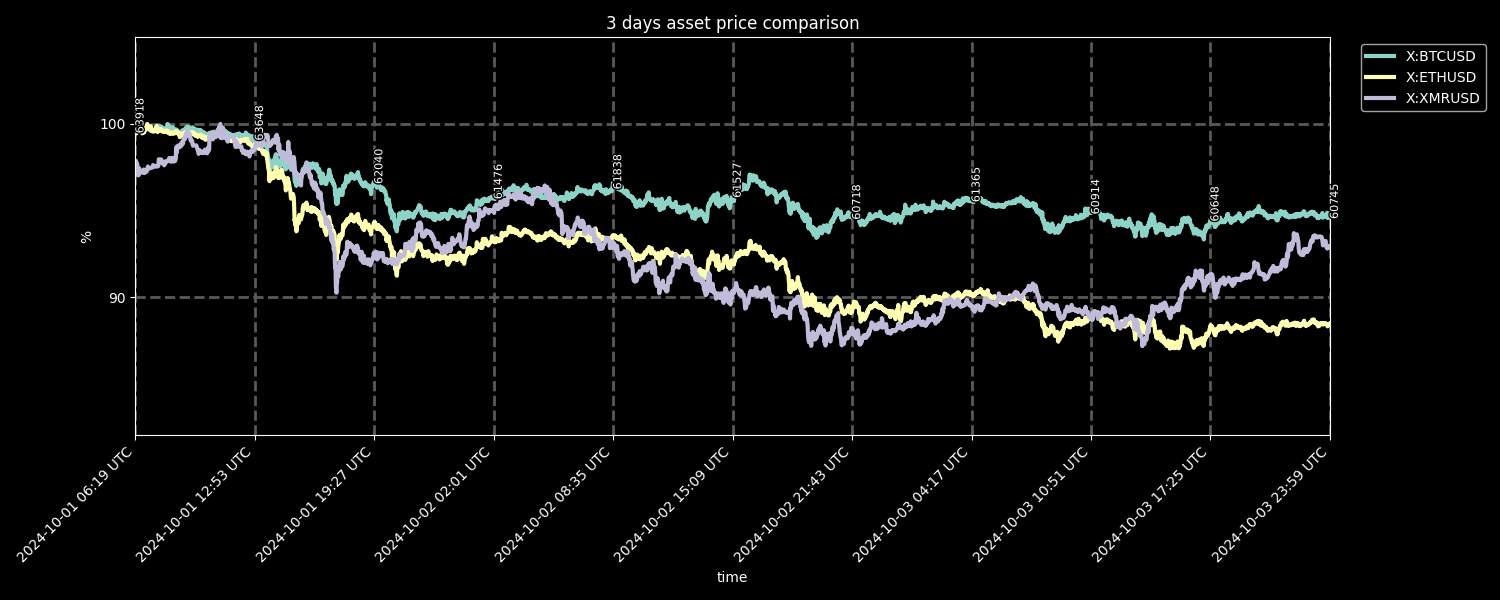 3 days asset price comparison
X:BTCUSD
X:ETHUSD
X:XMRUSD
%
100
90
63918
63648
62040
61476
61838
61527
60718
61365
60914
60648
60745
2024-10-01 06:19 UTC
2024-10-01 12:53 UTC
2024-10-01 19:27 UTC
2024-10-02 02:01 UTC
2024-10-02 08:35 UTC
2024-10-02 15:09 UTC
2024-10-02 21:43 UTC
2024-10-03 04:17 UTC
2024-10-03 10:51 UTC
2024-10-03 17:25 UTC
2024-10-03 23:59 UTC
time